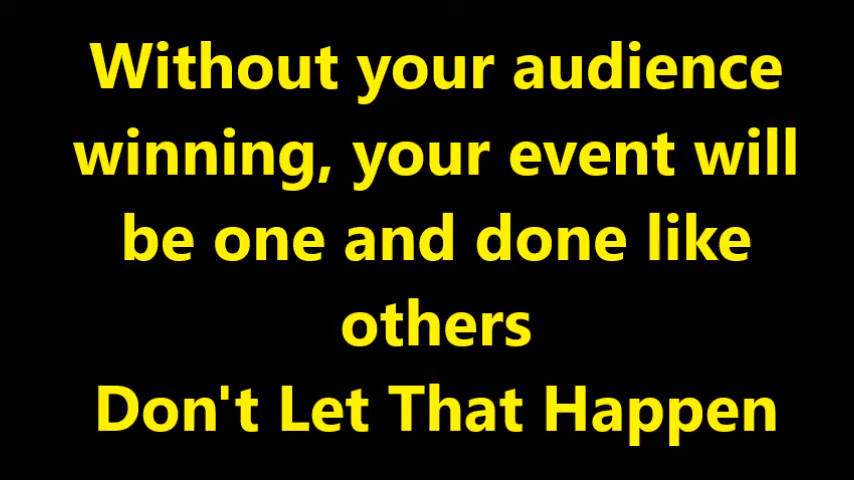 Without your audience
winning, your event will
be one and done like
others
Don't Let That Happen